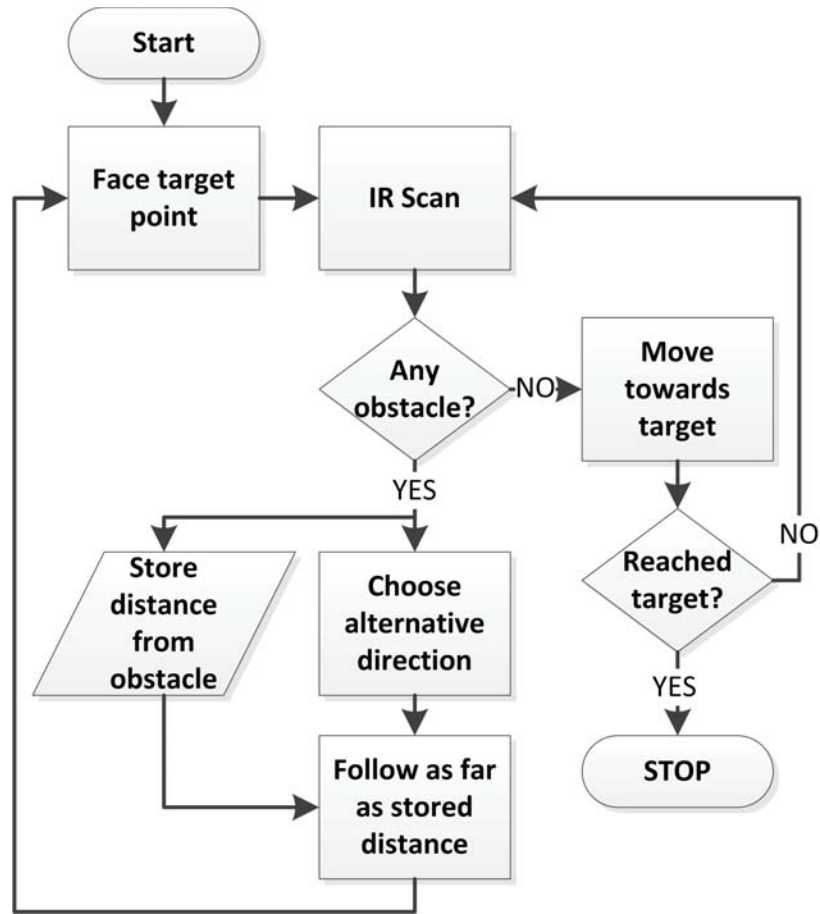 Start
Face target
point
IR Scan
Any
obstacle?
NO
Move
towards
target
YES
Reached
target?
NO
Store
distance
from
obstacle
Choose
alternative
direction
YES
Follow as far
as stored
distance
STOP